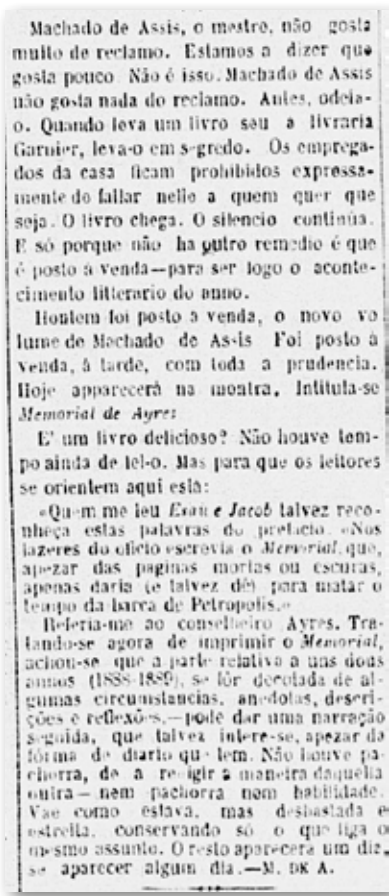 Machado de Assis, o mestre, não gosta
muito de reclamo. Estamos a dizer que
gosta pouco Não é isso. Machado de Assis
não gosta nada do reclamo. Antes, odeia-
o. Quando leva um livro seu a livraria
Garnier, leva-o em segredo. Os emprega-
dos da casa ficam prohibidos expressa-
mente de fallar nelle a quem quer que
seja. O livro chega. O silencio continúa.
E só porque não ha outro remedio é que
é posto à venda—para ser logo o aconte-
cimento litterario do anno.
Hontem foi posto à venda, o novo vo
lume de Machado de Assis Foi posto à
venda, à tarde, com toda a prudencia.
Hoje apparecerá na montra. Intitula-se
Memorial de Ayres
E' um livro delicioso? Não houve tem-
po ainda de lel-o. Mas para que os leitores
se orientem aqui está:
«Quem me leu Esau e Jacob talvez reco-
nheça estas palavras do prefacio. «Nos
lazeres do officio escrevia o Memorial, que,
apezar das paginas mortas ou escuras,
apenas daria (e talvez dê) para matar o
tempo da barca de Petropolis.»
Referia-me ao conselheiro Ayres. Tra-
tando-se agora de imprimir o Memorial,
achou-se que a parte relativa a uns dous
annos (1888-1889), se fôr decotada de al-
gumas circumstancias, anedotas, descri-
ções e reflexões,—pode dar uma narração
seguida, que talvez interesse, apezar da
fórma de diario que tem. Não houve pa-
chorra, de a redigir à maneira daquella
outra— nem pachorra nem habilidade.
Vae como estava, mas desbastada e
estreita, conservando só o que liga o
mesmo assunto. O resto aparecerá um dia,
se aparecer algum dia.—M. DE A.